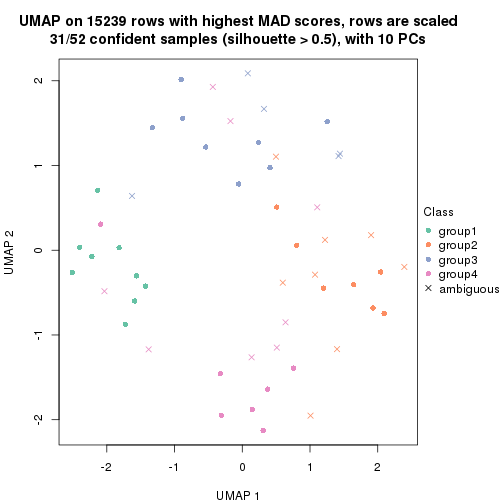 UMAP on 15239 rows with highest MAD scores, rows are scaled
31/52 confident samples (silhouette > 0.5), with 10 PCs
2
1
0
-1
-2
UMAP 2
-2
-1
0
1
2
UMAP 1
Class
group1
group2
group3
group4
ambiguous